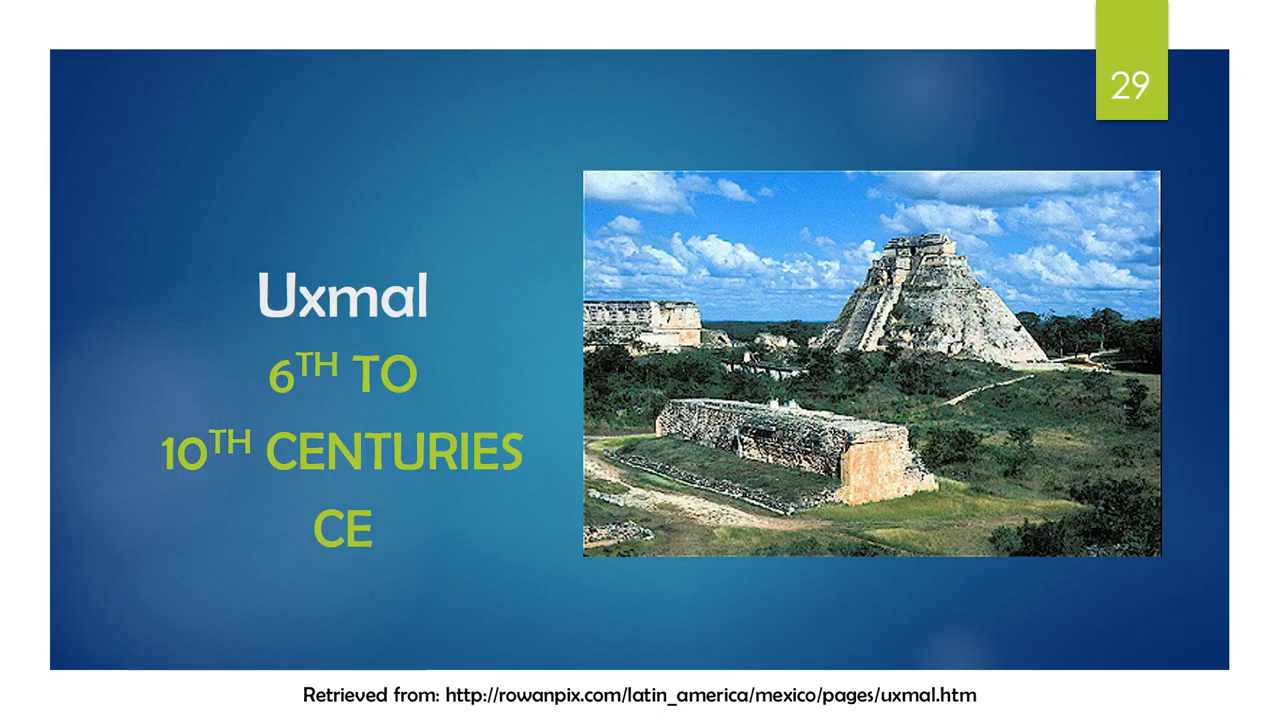 29
Uxmal
6TH TO
10TH CENTURIES
CE
Retrieved from: http://rowanpix.com/latin_america/mexico/pages/uxmal.htm